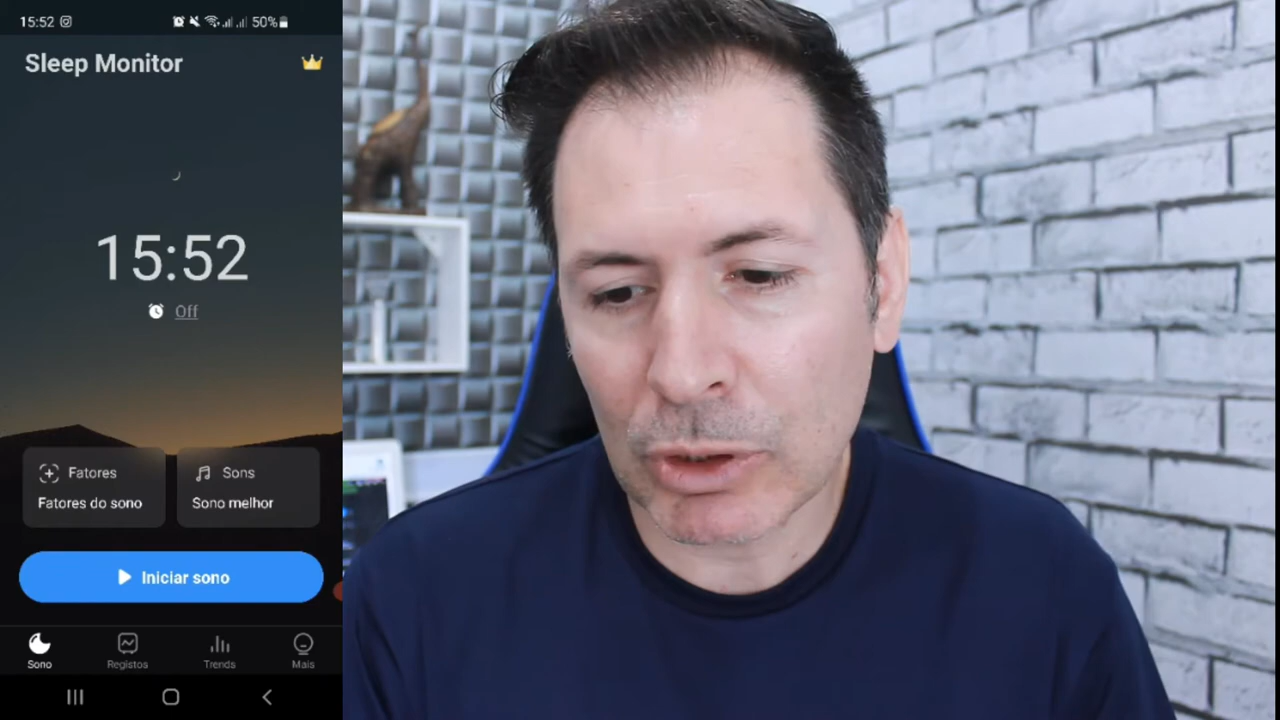 15:52
50%
Sleep Monitor
15:52
Off
Fatores
Fatores do sono
Sons
Sono melhor
Iniciar sono
Sono
Registos
Trends
Mais